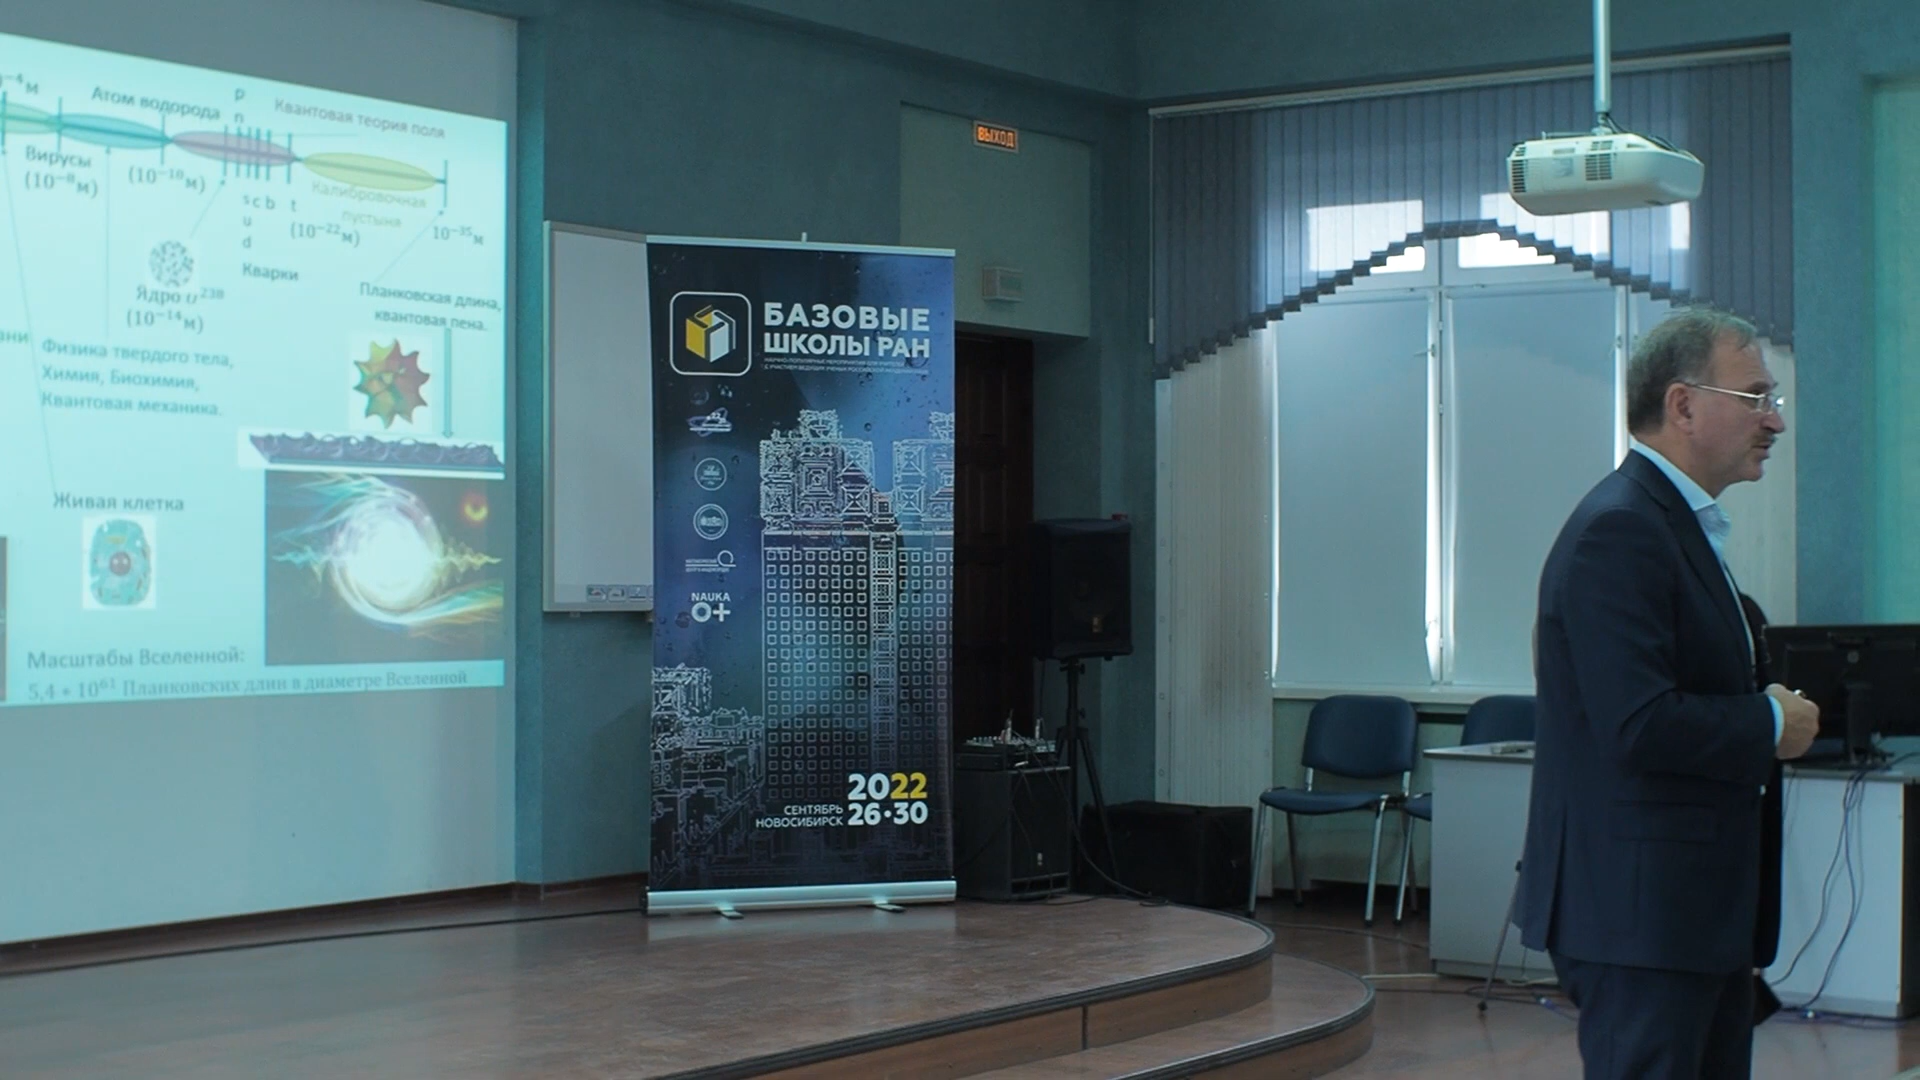 Атом водорода
p
n
Квантовая теория поля
Вирусы
(10⁻⁸м)
(10⁻¹⁰м)
Калибровочная
пустыня
s c b t
u
d
(10⁻²²м)
10⁻³⁵м
Кварки
Ядро U²³⁸
(10⁻¹⁴м)
Планковская длина,
квантовая пена.
Физика твердого тела,
Химия, Биохимия,
Квантовая механика.
Живая клетка
Масштабы Вселенной:
5,4 * 10⁶¹ Планковских длин в диаметре Вселенной
ВЫХОД
БАЗОВЫЕ
ШКОЛЫ РАН
NAUKA
0+
2022
СЕНТЯБРЬ
НОВОСИБИРСК 26·30